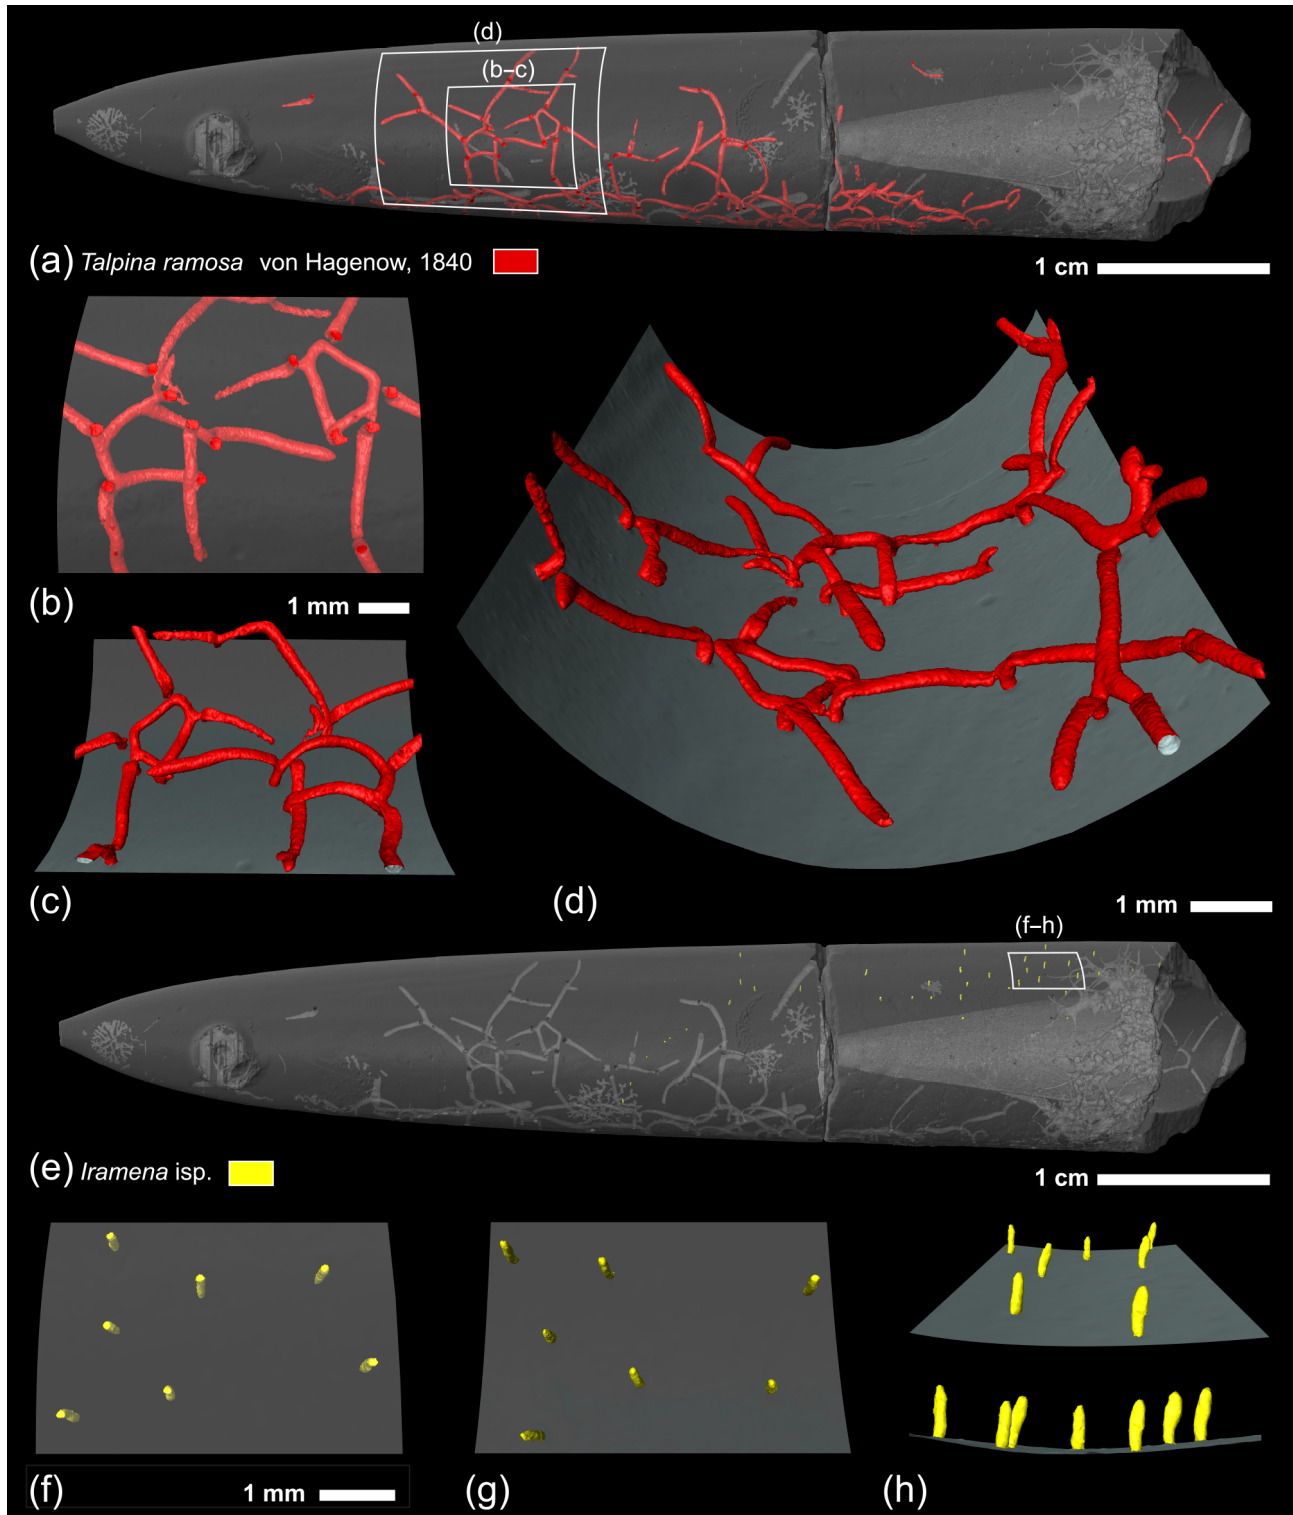 (d)
(b–c)
(a) Talpina ramosa von Hagenow, 1840
1 cm
(b)
1 mm
(c)
(d)
1 mm
(f–h)
(e) Iramena isp.
1 cm
(f)
1 mm
(g)
(h)